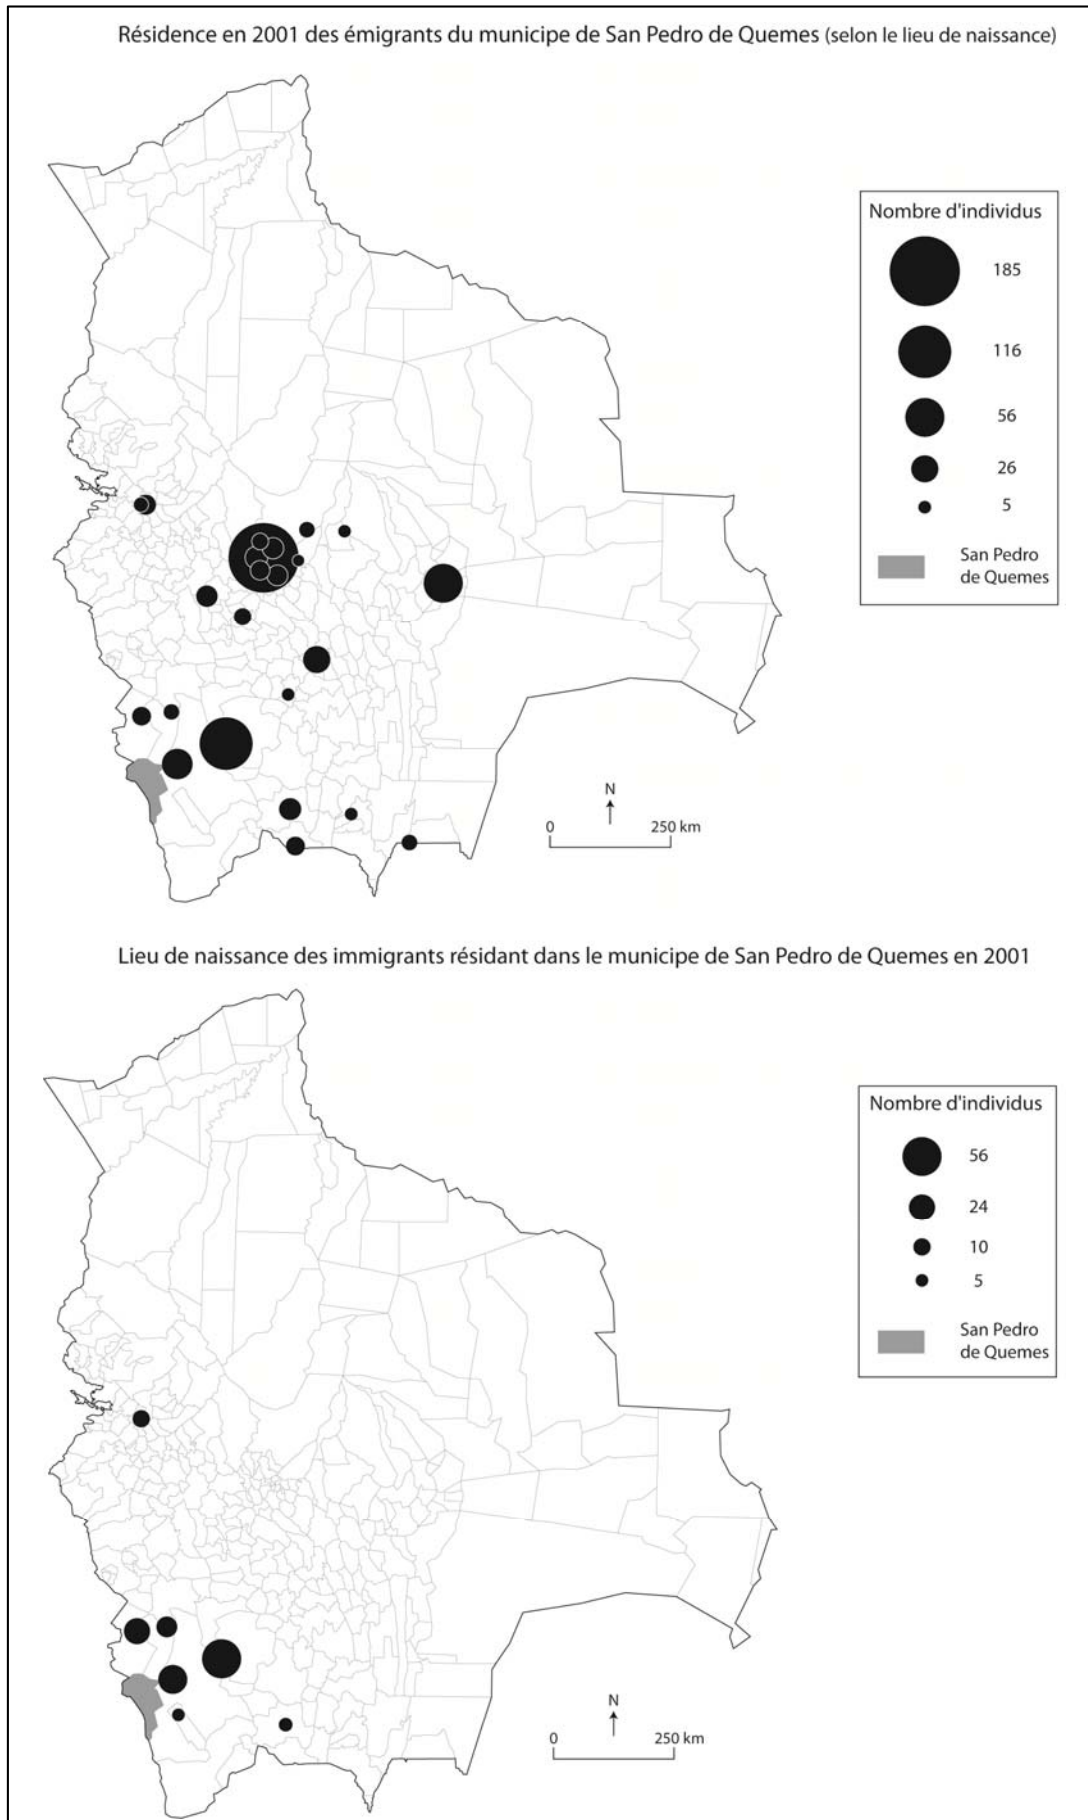 Résidence en 2001 des émigrants du municipe de San Pedro de Quemes (selon le lieu de naissance)
Nombre d'individus
185
116
56
26
5
San Pedro
de Quemes
N
0 250 km
Lieu de naissance des immigrants résidant dans le municipe de San Pedro de Quemes en 2001
Nombre d'individus
56
24
10
5
San Pedro
de Quemes
N
0 250 km